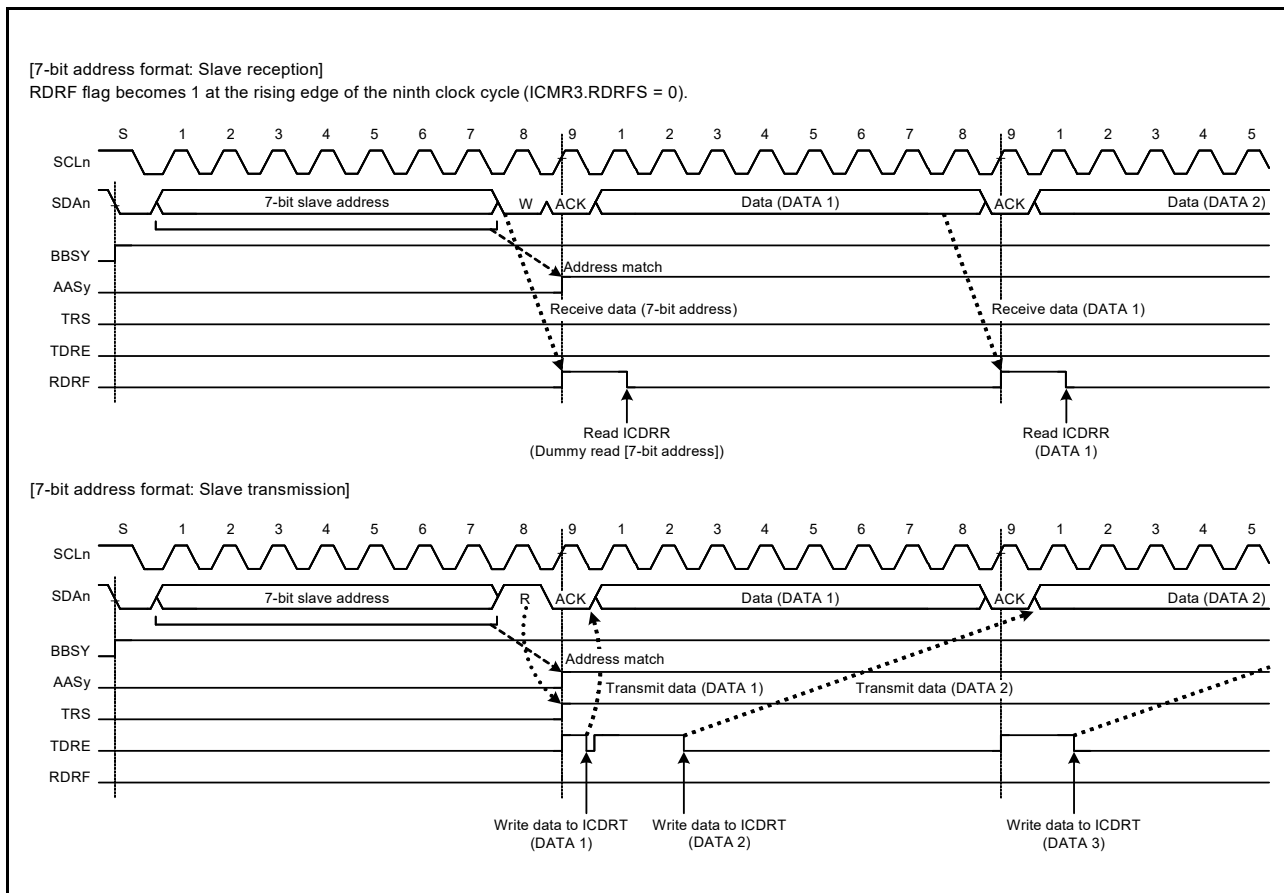 [7-bit address format: Slave reception]
RDRF flag becomes 1 at the rising edge of the ninth clock cycle (ICMR3.RDRFS = 0).
S 1 2 3 4 5 6 7 8 9 1 2 3 4 5 6 7 8 9 1 2 3 4 5
SCLn
SDAn 7-bit slave address W ACK Data (DATA 1) ACK Data (DATA 2)
BBSY
Address match
AASy
Receive data (7-bit address) Receive data (DATA 1)
TRS
TDRE
RDRF
Read ICDRR Read ICDRR
(Dummy read [7-bit address]) (DATA 1)
[7-bit address format: Slave transmission]
S 1 2 3 4 5 6 7 8 9 1 2 3 4 5 6 7 8 9 1 2 3 4 5
SCLn
SDAn 7-bit slave address R ACK Data (DATA 1) ACK Data (DATA 2)
BBSY
Address match
AASy
Transmit data (DATA 1) Transmit data (DATA 2)
TRS
TDRE
RDRF
Write data to ICDRT Write data to ICDRT Write data to ICDRT
(DATA 1) (DATA 2) (DATA 3)